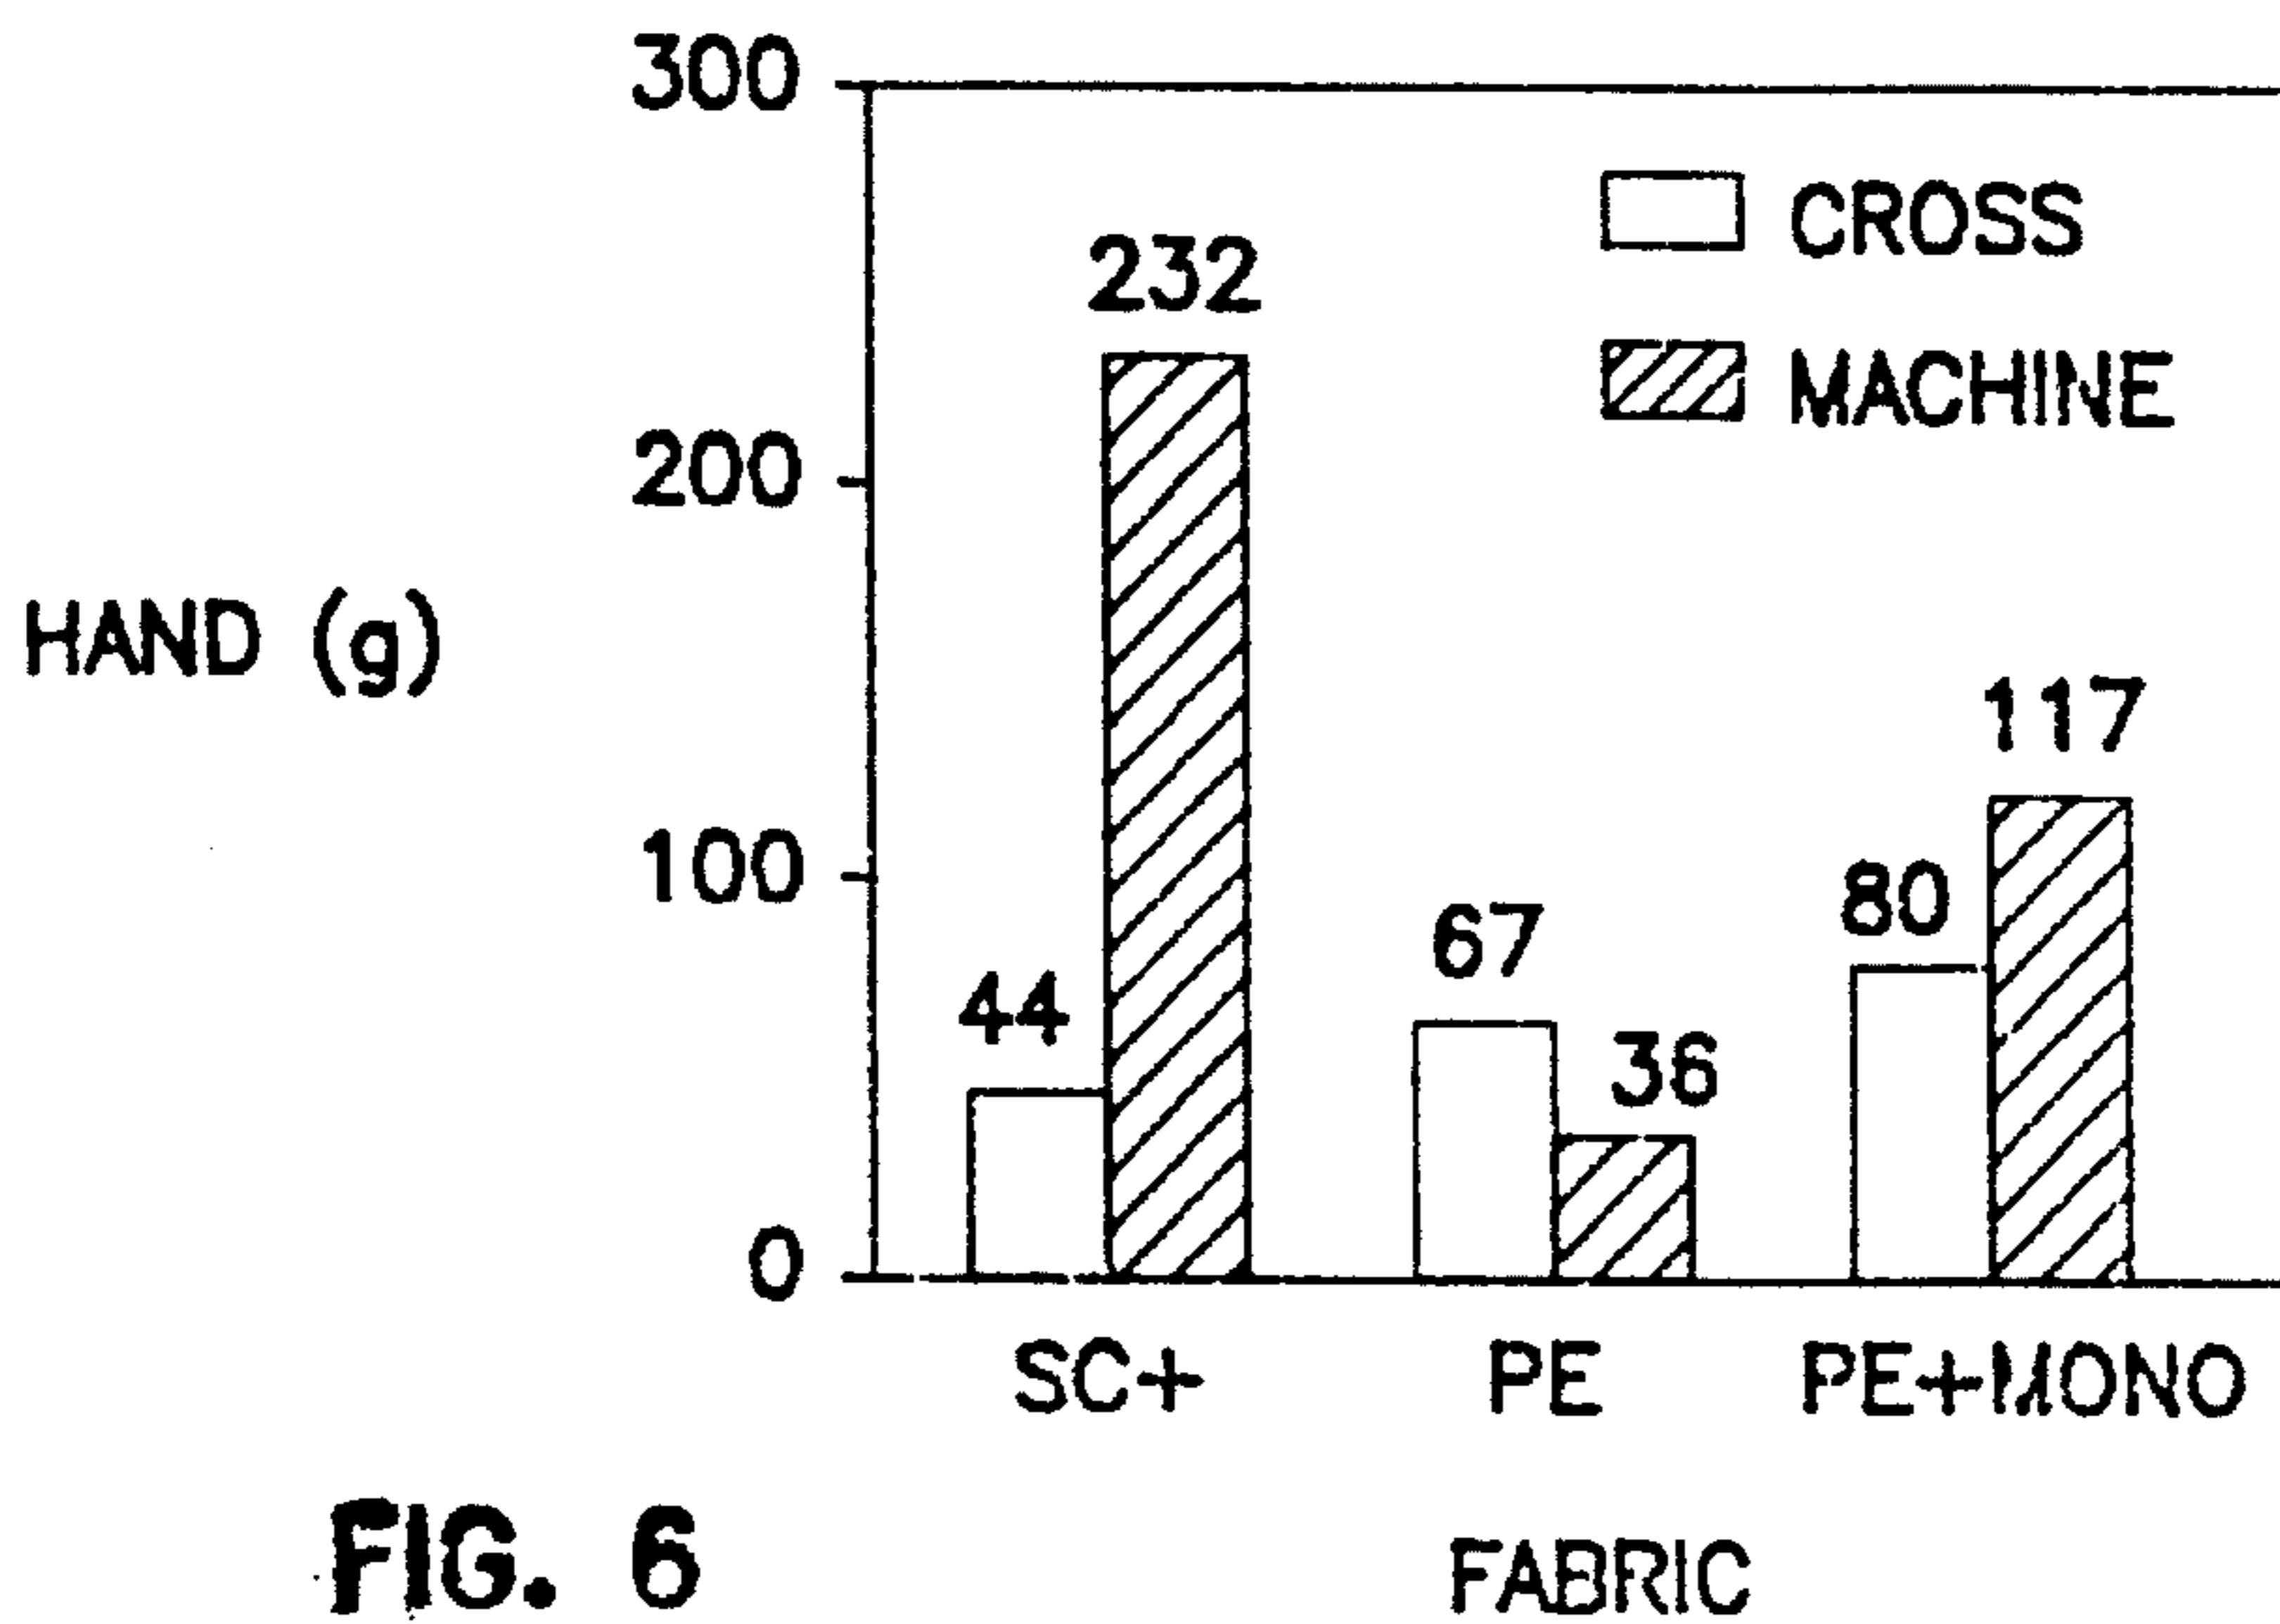 300
CROSS
232
MACHINE
200
HAND (g)
117
100
80
67
44
36
0
SC+
PE
PE+MONO
FIG. 6
FABRIC